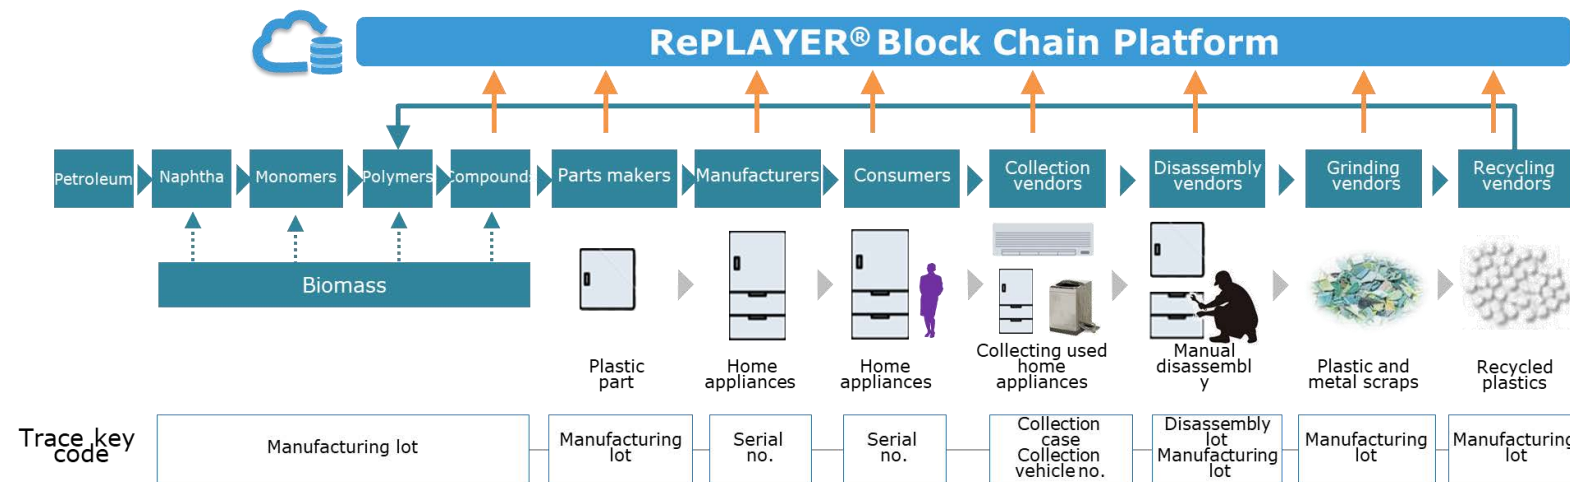 RePLAYER® Block Chain Platform
Petroleum
Naphtha
Monomers
Polymers
Compounds
Parts makers
Manufacturers
Consumers
Collection
vendors
Disassembly
vendors
Grinding
vendors
Recycling
vendors
Biomass
Plastic
part
Home
appliances
Home
appliances
Collecting used
home
appliances
Manual
disassembl
y
Plastic and
metal scraps
Recycled
plastics
Trace key
code
Manufacturing lot
Manufacturing
lot
Serial
no.
Serial
no.
Collection
case
Collection
vehicle no.
Disassembly
lot
Manufacturing
lot
Manufacturing
lot
Manufacturing
lot